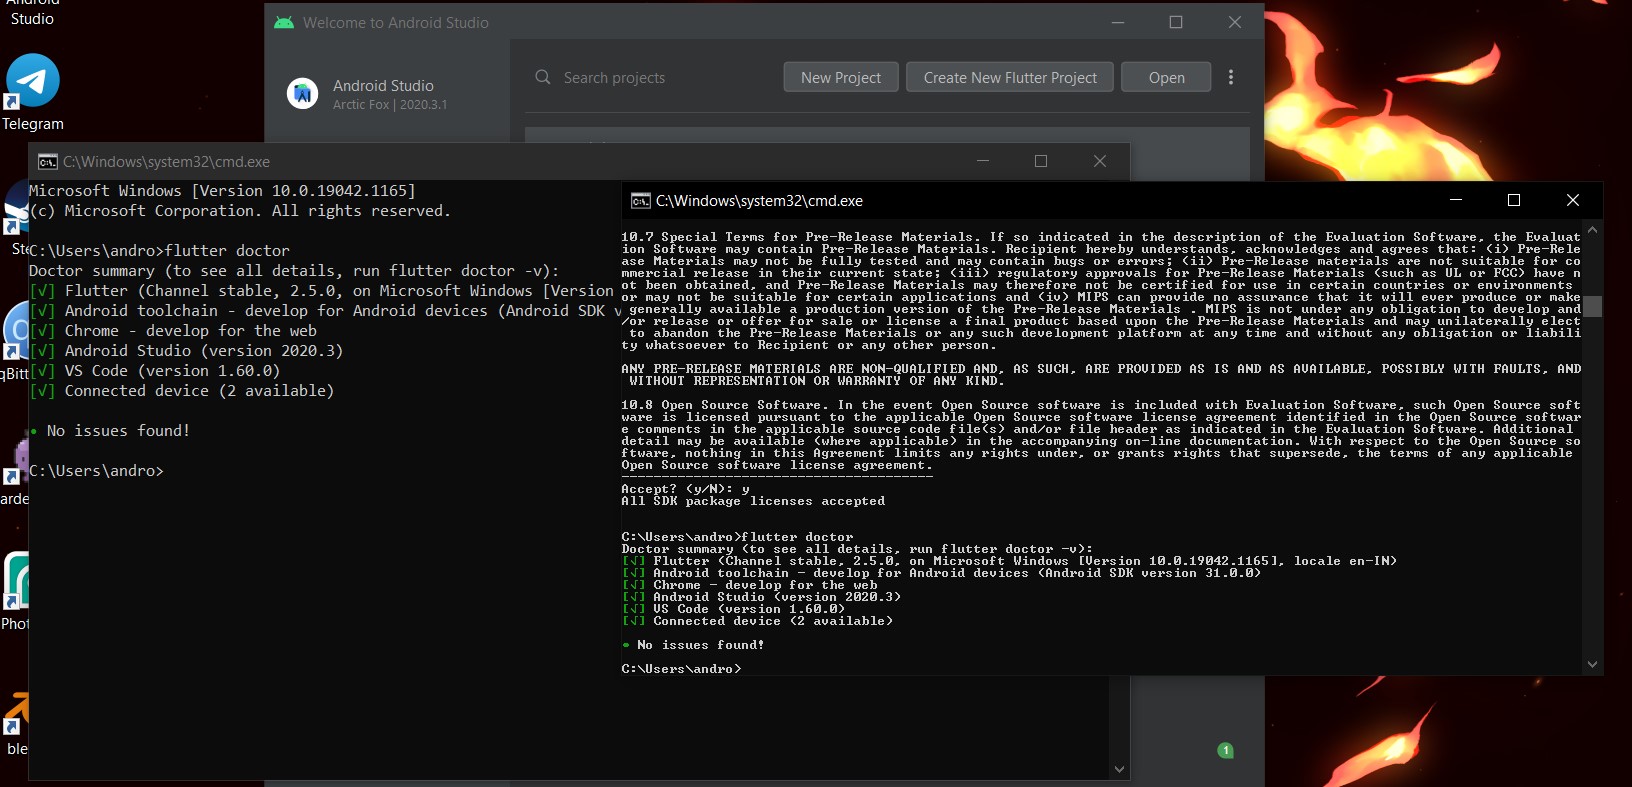 Studio
Telegram
Welcome to Android Studio
Android Studio
Arctic Fox | 2020.3.1
Search projects
New Project
Create New Flutter Project
Open
C:\Windows\system32\cmd.exe
Microsoft Windows [Version 10.0.19042.1165]
(c) Microsoft Corporation. All rights reserved.
C:\Users\andro>flutter doctor
Doctor summary (to see all details, run flutter doctor -v):
[√] Flutter (Channel stable, 2.5.0, on Microsoft Windows [Version
[√] Android toolchain - develop for Android devices (Android SDK v
[√] Chrome - develop for the web
[√] Android Studio (version 2020.3)
[√] VS Code (version 1.60.0)
[√] Connected device (2 available)
• No issues found!
C:\Users\andro>
C:\Windows\system32\cmd.exe
10.7 Special Terms for Pre-Release Materials. If so indicated in the description of the Evaluation Software, the Evaluat
ion Software may contain Pre-Release Materials. Recipient hereby understands, acknowledges and agrees that: (i) Pre-Rele
ase Materials may not be fully tested and may contain bugs or errors; (ii) Pre-Release materials are not suitable for co
mmercial release in their current state; (iii) regulatory approvals for Pre-Release Materials (such as UL or FCC) have n
ot been obtained, and Pre-Release Materials may therefore not be certified for use in certain countries or environments
or may not be suitable for certain applications and (iv) MIPS can provide no assurance that it will ever produce or make
generally available a production version of the Pre-Release Materials . MIPS is not under any obligation to develop and
/or release or offer for sale or license a final product based upon the Pre-Release Materials and may unilaterally elect
to abandon the Pre-Release Materials or any such development platform at any time and without any obligation or liabili
ty whatsoever to Recipient or any other person.
ANY PRE-RELEASE MATERIALS ARE NON-QUALIFIED AND, AS SUCH, ARE PROVIDED AS IS AND AS AVAILABLE, POSSIBLY WITH FAULTS, AND
WITHOUT REPRESENTATION OR WARRANTY OF ANY KIND.
10.8 Open Source Software. In the event Open Source software is included with Evaluation Software, such Open Source soft
ware is licensed pursuant to the applicable Open Source software license agreement identified in the Open Source softwar
e comments in the applicable source code file(s) and/or file header as indicated in the Evaluation Software. Additional
detail may be available (where applicable) in the accompanying on-line documentation. With respect to the Open Source so
ftware, nothing in this Agreement limits any rights under, or grants rights that supersede, the terms of any applicable
Open Source software license agreement.
---------------------------------------
Accept? (y/N): y
All SDK package licenses accepted
C:\Users\andro>flutter doctor
Doctor summary (to see all details, run flutter doctor -v):
[√] Flutter (Channel stable, 2.5.0, on Microsoft Windows [Version 10.0.19042.1165], locale en-IN)
[√] Android toolchain - develop for Android devices (Android SDK version 31.0.0)
[√] Chrome - develop for the web
[√] Android Studio (version 2020.3)
[√] VS Code (version 1.60.0)
[√] Connected device (2 available)
• No issues found!
C:\Users\andro>
Ste
qBitt
arde
Phot
ble
1